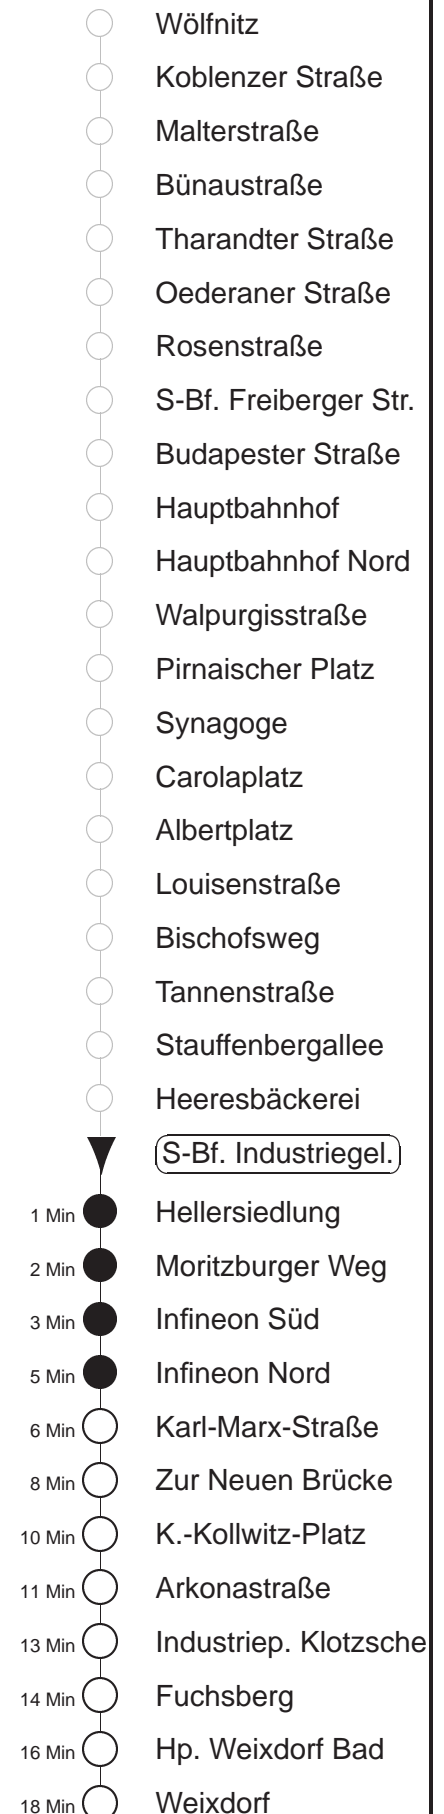 Wölfnitz
Koblenzer Straße
Malterstraße
Bünaustraße
Tharandter Straße
Oederaner Straße
Rosenstraße
S-Bf. Freiberger Str.
Budapester Straße
Hauptbahnhof
Hauptbahnhof Nord
Walpurgisstraße
Pirnaischer Platz
Synagoge
Carolaplatz
Albertplatz
Louisenstraße
Bischofsweg
Tannenstraße
Stauffenbergallee
Heeresbäckerei
S-Bf. Industriegel.
1 Min Hellersiedlung
2 Min Moritzburger Weg
3 Min Infineon Süd
5 Min Infineon Nord
6 Min Karl-Marx-Straße
8 Min Zur Neuen Brücke
10 Min K.-Kollwitz-Platz
11 Min Arkonastraße
13 Min Industriep. Klotzsche
14 Min Fuchsberg
16 Min Hp. Weixdorf Bad
18 Min Weixdorf